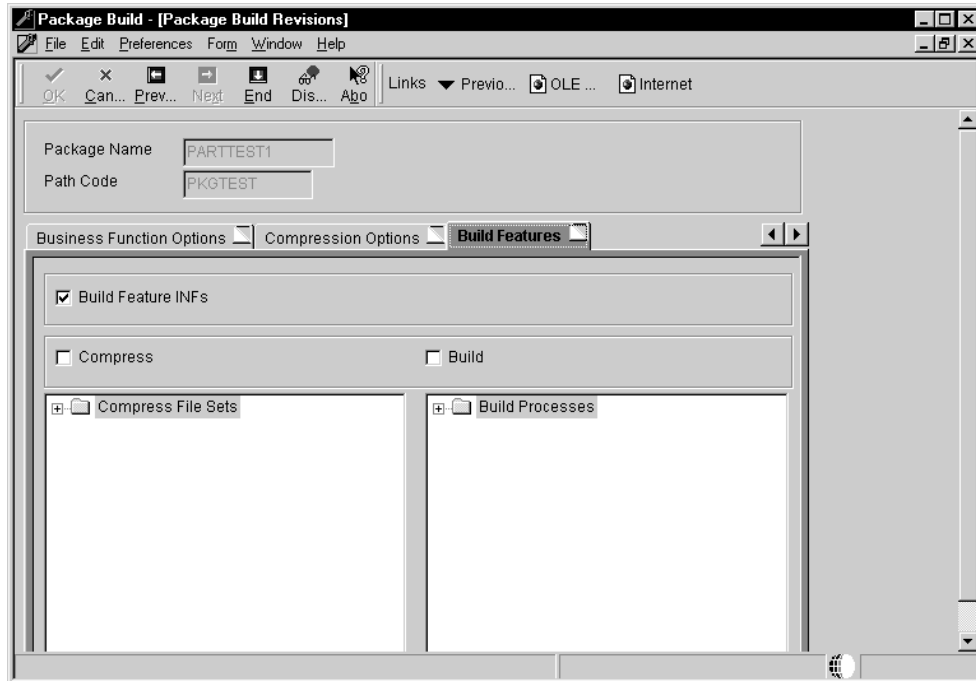 Package Build - [Package Build Revisions]
File Edit Preferences Form Window Help
OK Can... Prev... Next End Dis... Abo Links Previo... OLE ... Internet
Package Name PARTTEST1
Path Code PKGTEST
Business Function Options Compression Options Build Features
Build Feature INFs
Compress Build
Compress File Sets Build Processes